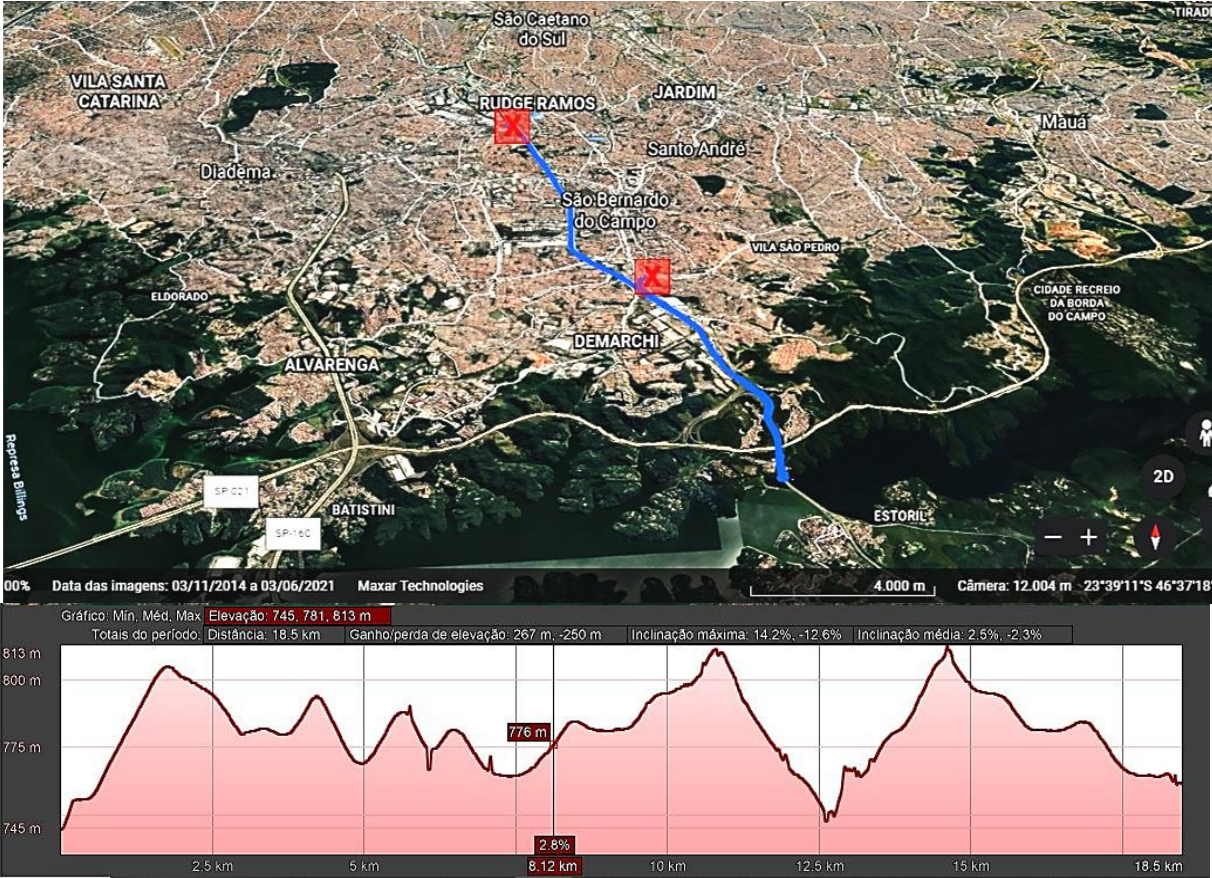 São Caetano
do Sul
TIRADE
VILA SANTA
CATARINA
JARDIM
RUDGE RAMOS
X
Mauá
Santo André
Diadema
São Bernardo
do Campo
VILA SÃO PEDRO
X
CIDADE RECREIO
DA BORDA
DO CAMPO
ELDORADO
DEMARCHI
ALVARENGA
Represa Billings
2D
SP-021
BATISTINI
ESTORIL
SP-160
00% Data das imagens: 03/11/2014 a 03/06/2021 Maxar Technologies 4.000 m Câmera: 12.004 m 23°39'11"S 46°37'18"
Gráfico: Mín, Méd, Max Elevação: 745, 781, 813 m
Totais do período: Distância: 18.5 km Ganho/perda de elevação: 267 m, -250 m Inclinação máxima: 14.2%, -12.6% Inclinação média: 2.5%, -2.3%
813 m
800 m
776 m
775 m
745 m
2.8%
2.5 km 5 km 8.12 km 10 km 12.5 km 15 km 18.5 km